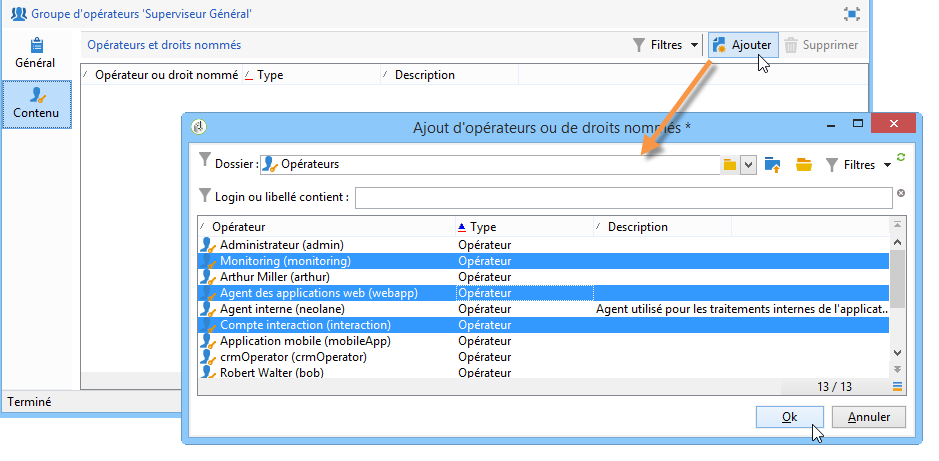 Groupe d'opérateurs 'Superviseur Général'
Général
Contenu
Opérateurs et droits nommés
Filtres
Ajouter
Supprimer
Opérateur ou droit nommé Type Description
Terminé
Ajout d'opérateurs ou de droits nommés *
Dossier : Opérateurs
Filtres
Login ou libellé contient :
Opérateur Type Description
Administrateur (admin) Opérateur
Monitoring (monitoring) Opérateur
Arthur Miller (arthur) Opérateur
Agent des applications web (webapp) Opérateur
Agent interne (neolane) Opérateur Agent utilisé pour les traitements internes de l'applicat...
Compte interaction (interaction) Opérateur
Application mobile (mobileApp) Opérateur
crmOperator (crmOperator) Opérateur
Robert Walter (bob) Opérateur
13 / 13
Ok
Annuler